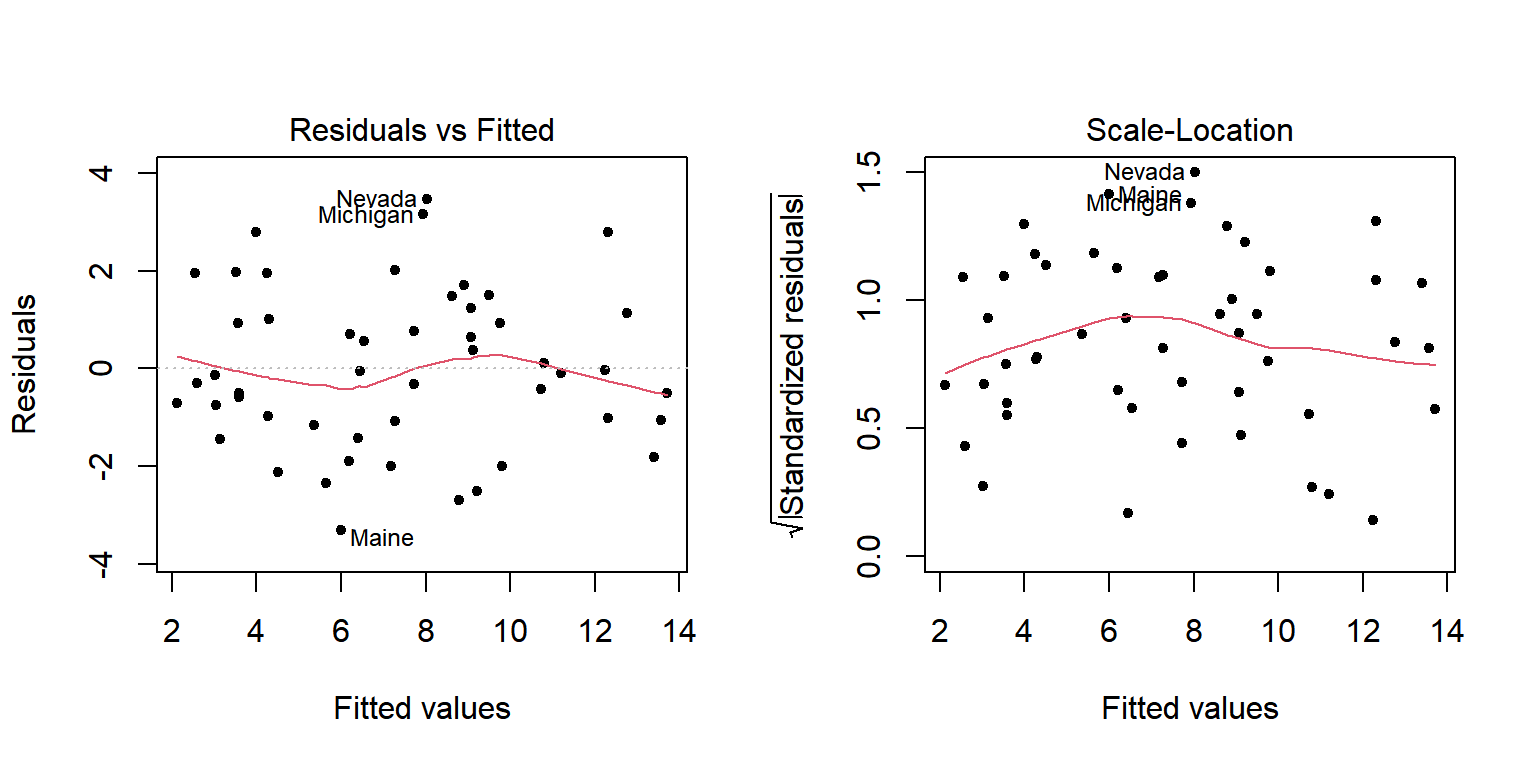 Residuals vs Fitted
Residuals
4
2
0
-2
-4
Nevada
Michigan
Maine
2 4 6 8 10 12 14
Fitted values
Scale-Location
√|Standardized residuals|
1.5
1.0
0.5
0.0
Nevada
Maine
Michigan
2 4 6 8 10 12 14
Fitted values